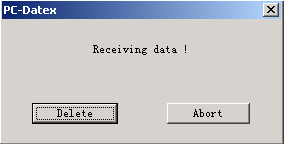 PC-Datex
Receiving data !
Delete
Abort